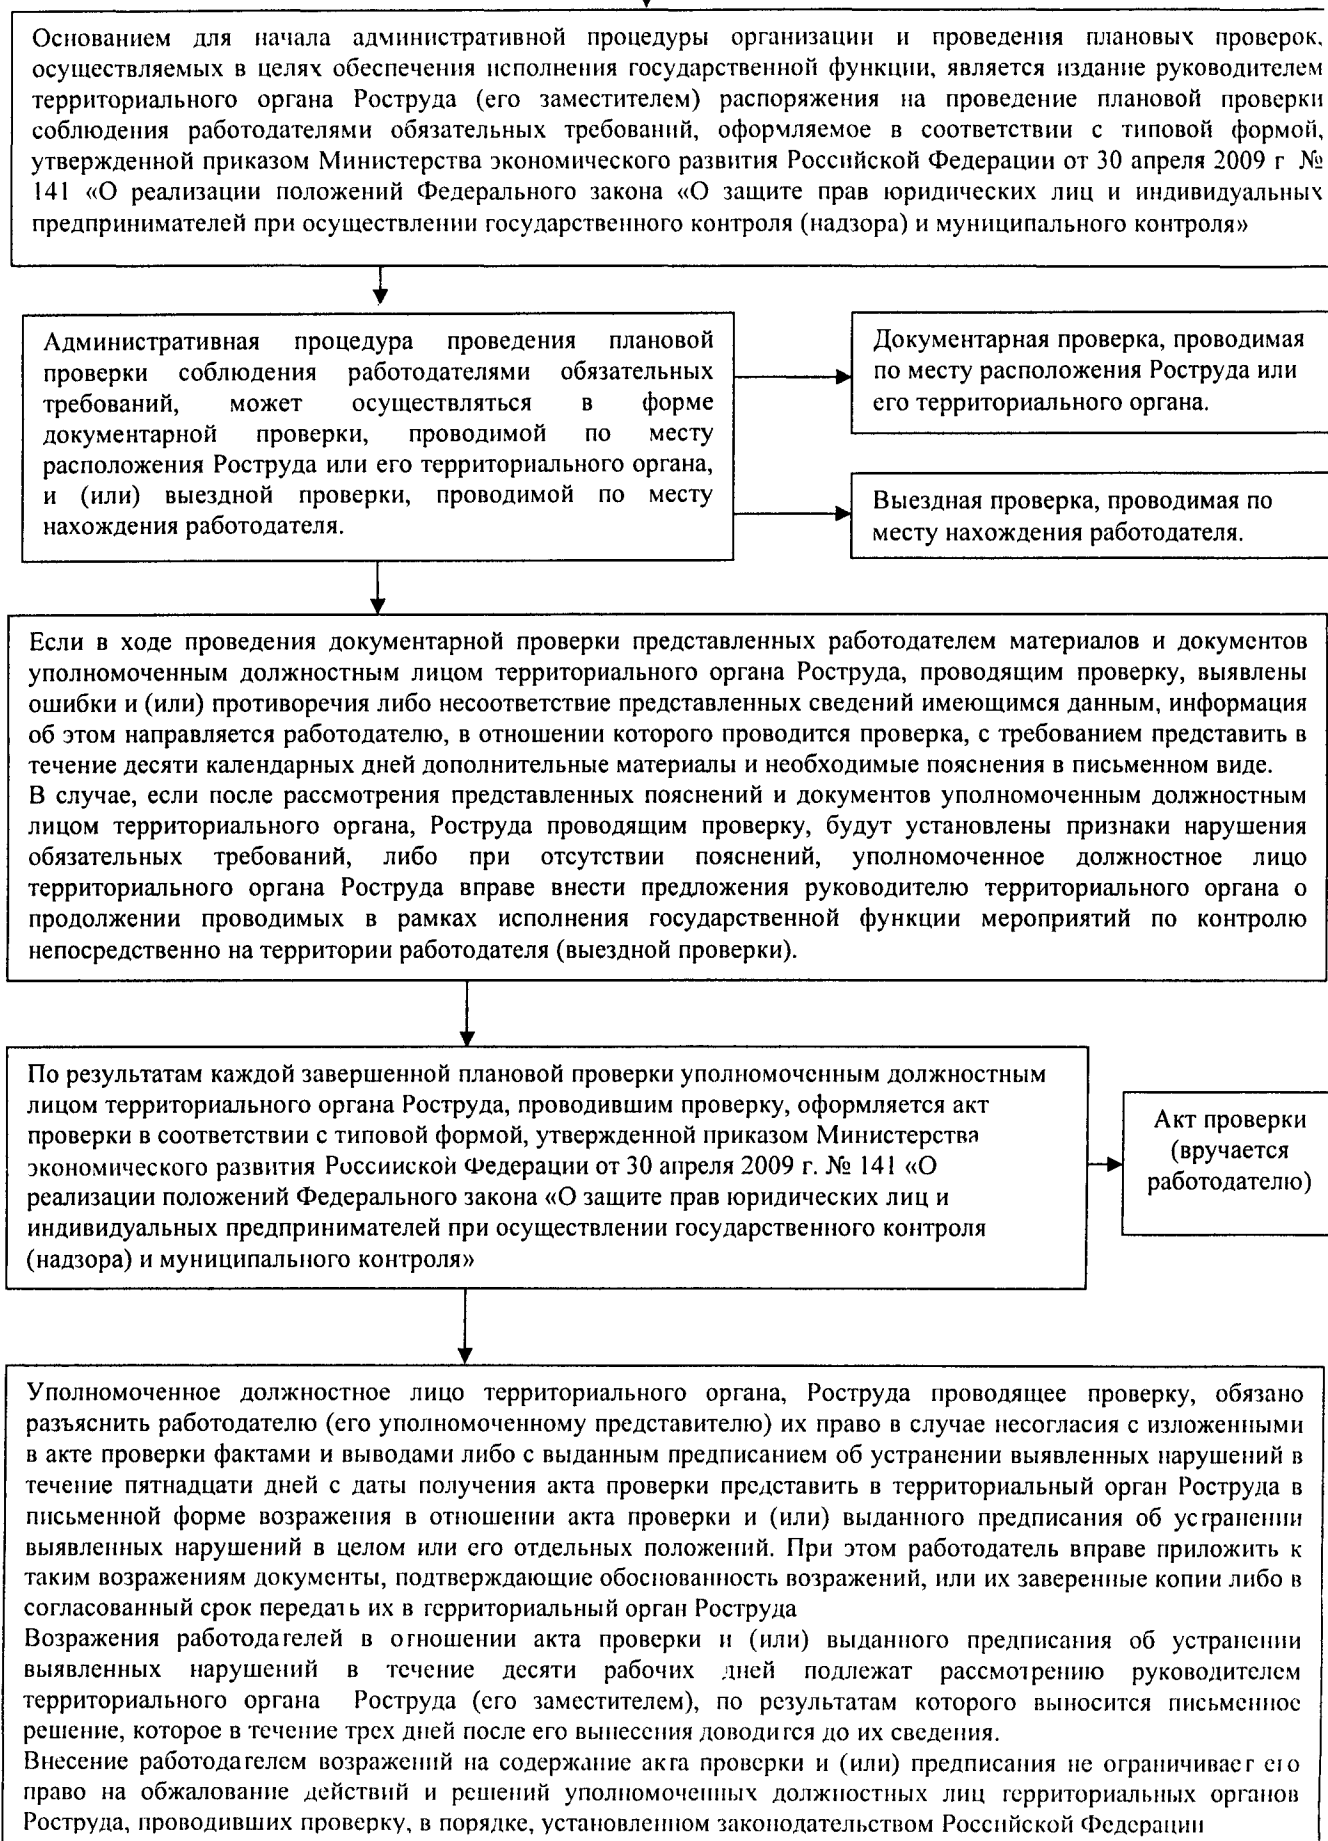 Основанием для начала административной процедуры организации и проведения плановых проверок,
осуществляемых в целях обеспечения исполнения государственной функции, является издание руководителем
территориального органа Роструда (его заместителем) распоряжения на проведение плановой проверки
соблюдения работодателями обязательных требований, оформляемое в соответствии с типовой формой,
утвержденной приказом Министерства экономического развития Российской Федерации от 30 апреля 2009 г №
141 «О реализации положений Федерального закона «О защите прав юридических лиц и индивидуальных
предпринимателей при осуществлении государственного контроля (надзора) и муниципального контроля»
Административная процедура проведения плановой
проверки соблюдения работодателями обязательных
требований, может осуществляться в форме
документарной проверки, проводимой по месту
расположения Роструда или его территориального органа,
и (или) выездной проверки, проводимой по месту
нахождения работодателя.
Документарная проверка, проводимая
по месту расположения Роструда или
его территориального органа.
Выездная проверка, проводимая по
месту нахождения работодателя.
Если в ходе проведения документарной проверки представленных работодателем материалов и документов
уполномоченным должностным лицом территориального органа Роструда, проводящим проверку, выявлены
ошибки и (или) противоречия либо несоответствие представленных сведений имеющимся данным, информация
об этом направляется работодателю, в отношении которого проводится проверка, с требованием представить в
течение десяти календарных дней дополнительные материалы и необходимые пояснения в письменном виде.
В случае, если после рассмотрения представленных пояснений и документов уполномоченным должностным
лицом территориального органа, Роструда проводящим проверку, будут установлены признаки нарушения
обязательных требований, либо при отсутствии пояснений, уполномоченное должностное лицо
территориального органа Роструда вправе внести предложения руководителю территориального органа о
продолжении проводимых в рамках исполнения государственной функции мероприятий по контролю
непосредственно на территории работодателя (выездной проверки).
По результатам каждой завершенной плановой проверки уполномоченным должностным
лицом территориального органа Роструда, проводившим проверку, оформляется акт
проверки в соответствии с типовой формой, утвержденной приказом Министерства
экономического развития Российской Федерации от 30 апреля 2009 г. № 141 «О
реализации положений Федерального закона «О защите прав юридических лиц и
индивидуальных предпринимателей при осуществлении государственного контроля
(надзора) и муниципального контроля»
Акт проверки
(вручается
работодателю)
Уполномоченное должностное лицо территориального органа, Роструда проводящее проверку, обязано
разъяснить работодателю (его уполномоченному представителю) их право в случае несогласия с изложенными
в акте проверки фактами и выводами либо с выданным предписанием об устранении выявленных нарушений в
течение пятнадцати дней с даты получения акта проверки представить в территориальный орган Роструда в
письменной форме возражения в отношении акта проверки и (или) выданного предписания об устранении
выявленных нарушений в целом или его отдельных положений. При этом работодатель вправе приложить к
таким возражениям документы, подтверждающие обоснованность возражений, или их заверенные копии либо в
согласованный срок передать их в территориальный орган Роструда
Возражения работодателей в отношении акта проверки и (или) выданного предписания об устранении
выявленных нарушений в течение десяти рабочих дней подлежат рассмотрению руководителем
территориального органа Роструда (его заместителем), по результатам которого выносится письменное
решение, которое в течение трех дней после его вынесения доводится до их сведения.
Внесение работодателем возражений на содержание акта проверки и (или) предписания не ограничивает его
право на обжалование действий и решений уполномоченных должностных лиц территориальных органов
Роструда, проводивших проверку, в порядке, установленном законодательством Российской Федерации